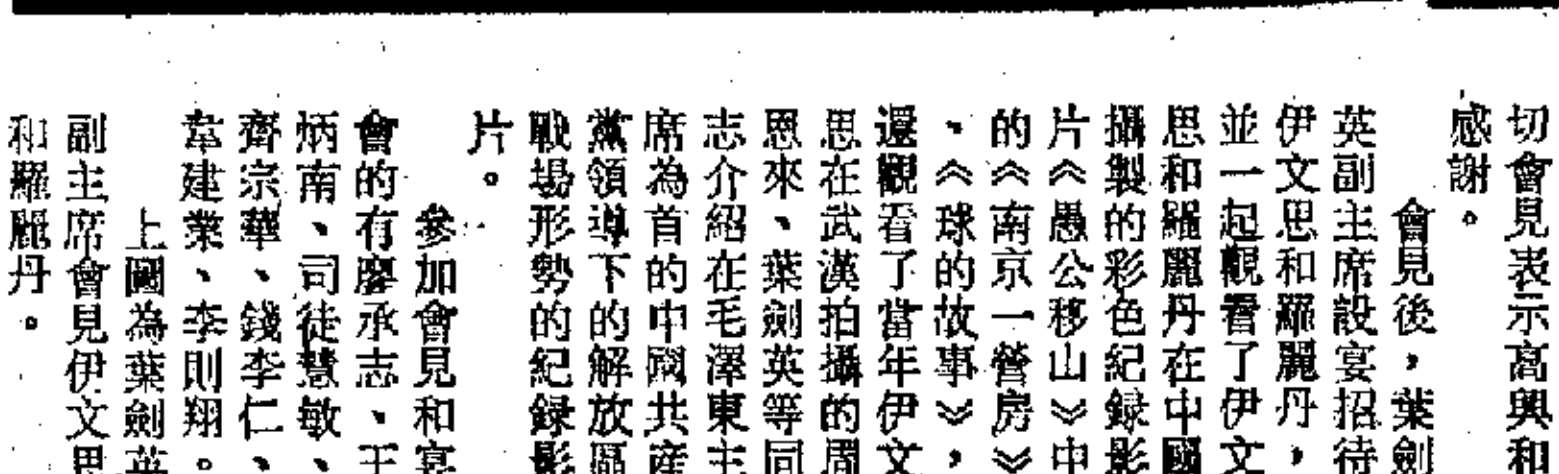 切會見表示高興和
感謝。
會見後，葉劍
英副主席設宴招待
伊文思和羅麗丹，
並一起觀看了伊文
思和羅麗丹在中國
攝製的彩色紀録影
片《愚公移山》中
的《南京一營房》
、《球的故事》，
還觀看了當年伊文
思在武漢拍攝的周
恩來、葉劍英等同
志介紹在毛澤東主
席為首的中國共産
黨領導下的解放區
戰場形勢的紀録影
片。
參加會見和宴
會的有廖承志、王
炳南、司徒慧敏、
齊宗華、錢李仁、
韋建業、李則翔。
上圖為葉劍英
副主席會見伊文思
和羅麗丹。